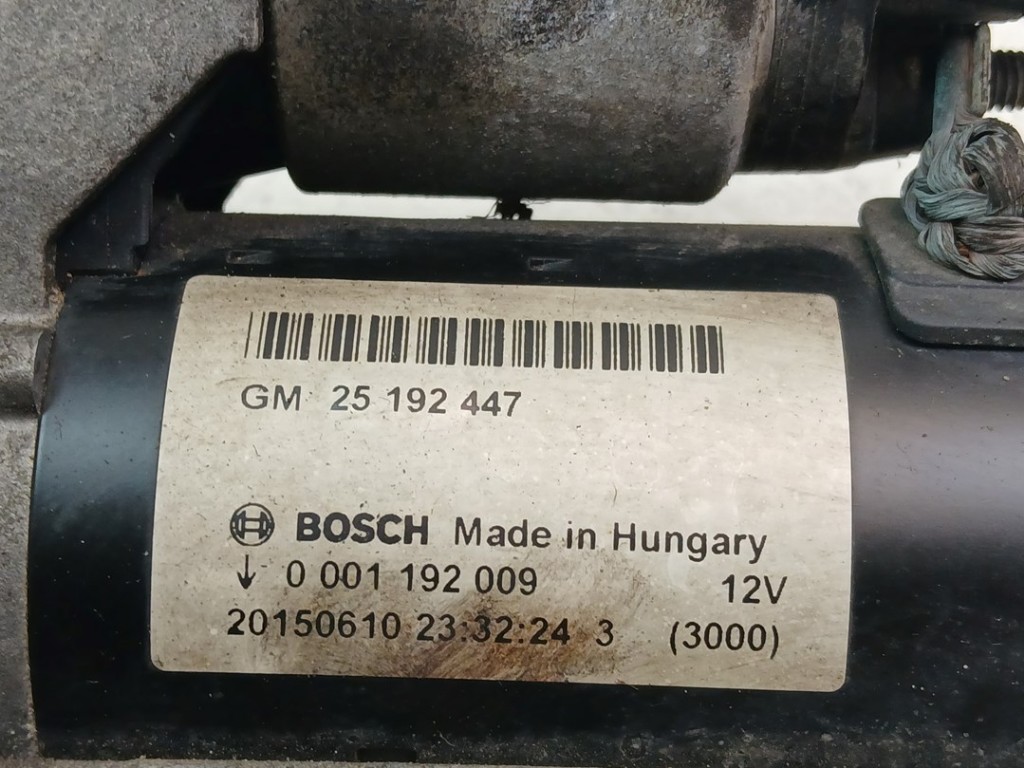 GM 25 192 447
BOSCH Made in Hungary
↓ 0 001 192 009 12V
20150610 23:32:24 3 (3000)